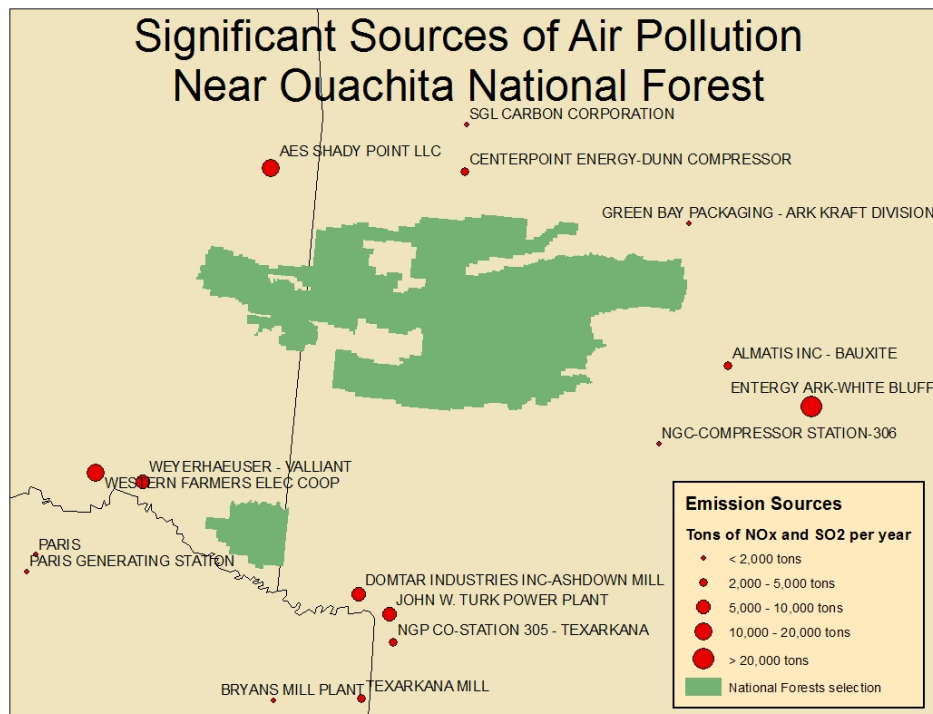 Significant Sources of Air Pollution
Near Ouachita National Forest
SGL CARBON CORPORATION
AES SHADY POINT LLC
CENTERPOINT ENERGY-DUNN COMPRESSOR
GREEN BAY PACKAGING - ARK KRAFT DIVISION
ALMATIS INC - BAUXITE
ENTERGY ARK-WHITE BLUFF
NGC-COMPRESSOR STATION-306
WEYERHAEUSER - VALLIANT
WESTERN FARMERS ELEC COOP
PARIS
PARIS GENERATING STATION
DOMTAR INDUSTRIES INC-ASHDOWN MILL
JOHN W. TURK POWER PLANT
NGP CO-STATION 305 - TEXARKANA
BRYANS MILL PLANT
TEXARKANA MILL
Emission Sources
Tons of NOx and SO2 per year
< 2,000 tons
2,000 - 5,000 tons
5,000 - 10,000 tons
10,000 - 20,000 tons
> 20,000 tons
National Forests selection